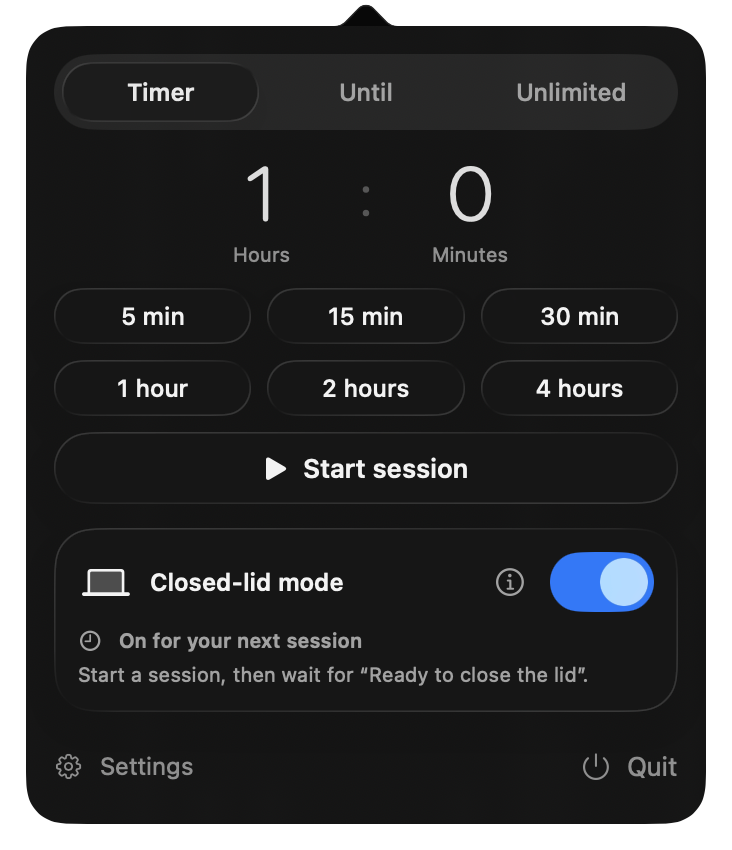 Timer Until Unlimited
1 : 0
Hours Minutes
5 min 15 min 30 min
1 hour 2 hours 4 hours
Start session
Closed-lid mode
On for your next session
Start a session, then wait for “Ready to close the lid”.
Settings Quit